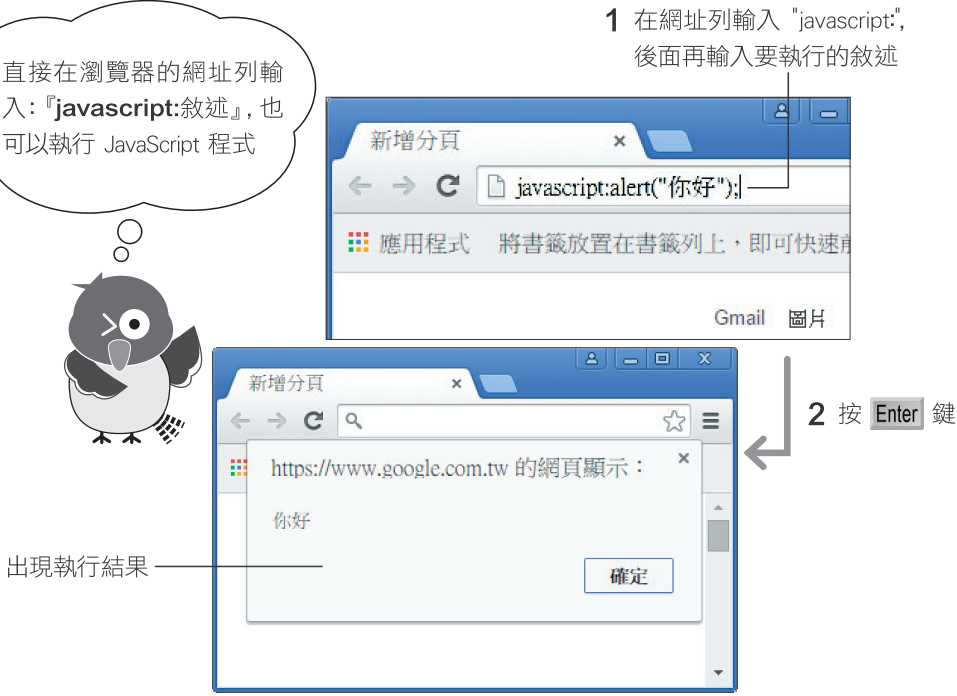 直接在瀏覽器的網址列輸
入：『javascript:敘述』，也
可以執行 JavaScript 程式
1 在網址列輸入 "javascript:",
後面再輸入要執行的敘述
新增分頁
javascript:alert("你好");
應用程式 將書籤放置在書籤列上，即可快速前
Gmail 圖片
2 按 Enter 鍵
新增分頁
https://www.google.com.tw 的網頁顯示：
你好
確定
出現執行結果